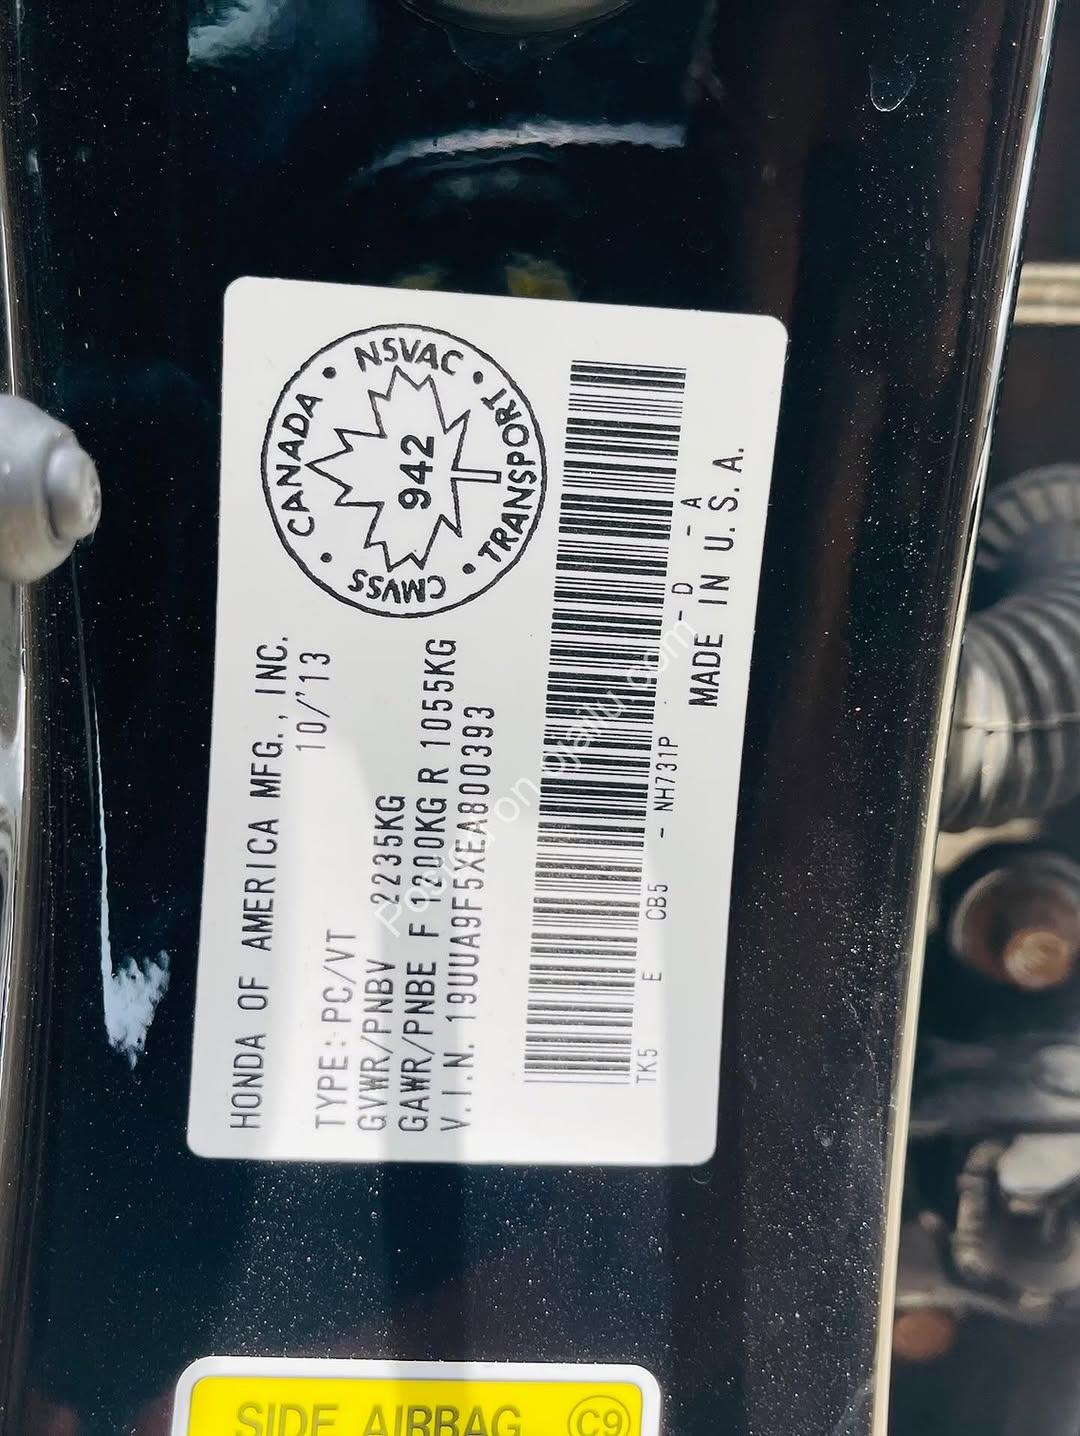 HONDA OF AMERICA MFG., INC.
10/'13
TYPE: PC/VT
GVWR/PNBV 2235KG
GAWR/PNBE F 1200KG R 1055KG
V.I.N. 19UUA9F5XEA800393
CANADA • NSVAC • TRANSPORT • CMVSS •
942
TK5 E CB5 - NH731P - D - A
MADE IN U.S.A.
SIDE AIRBAG C9